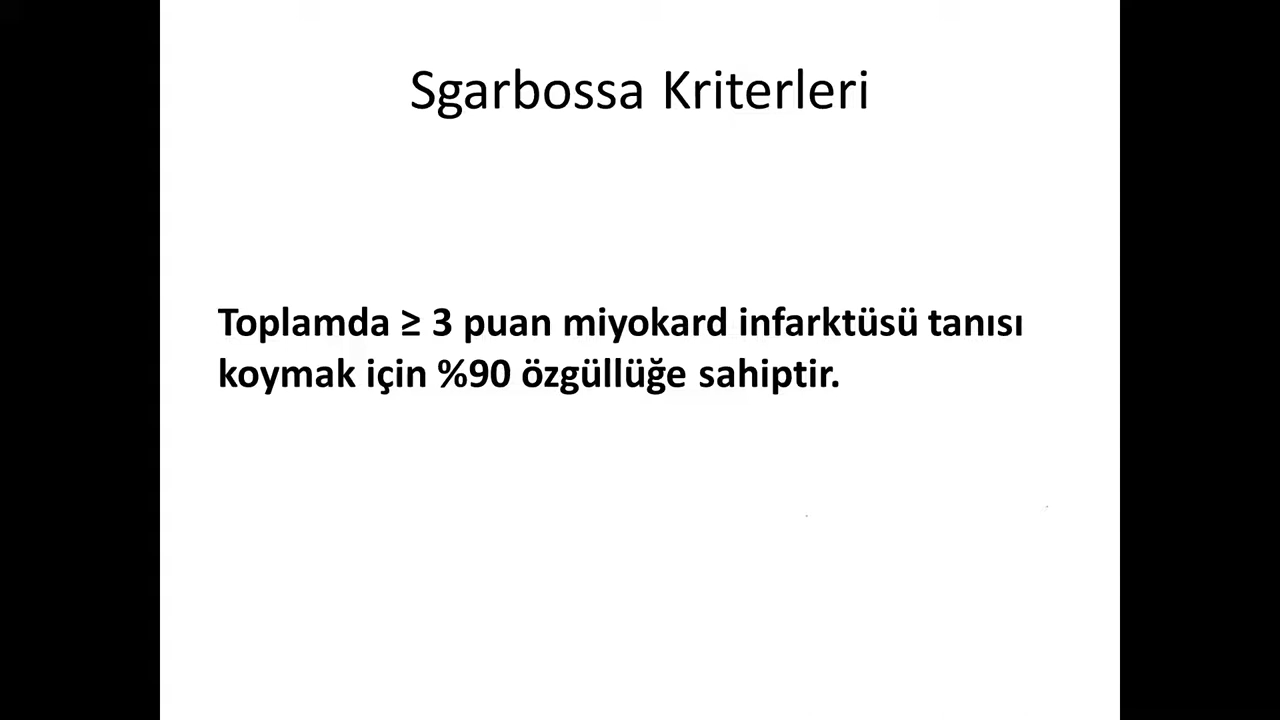 Sgarbossa Kriterleri
Toplamda ≥ 3 puan miyokard infarktüsü tanısı
koymak için %90 özgüllüğe sahiptir.